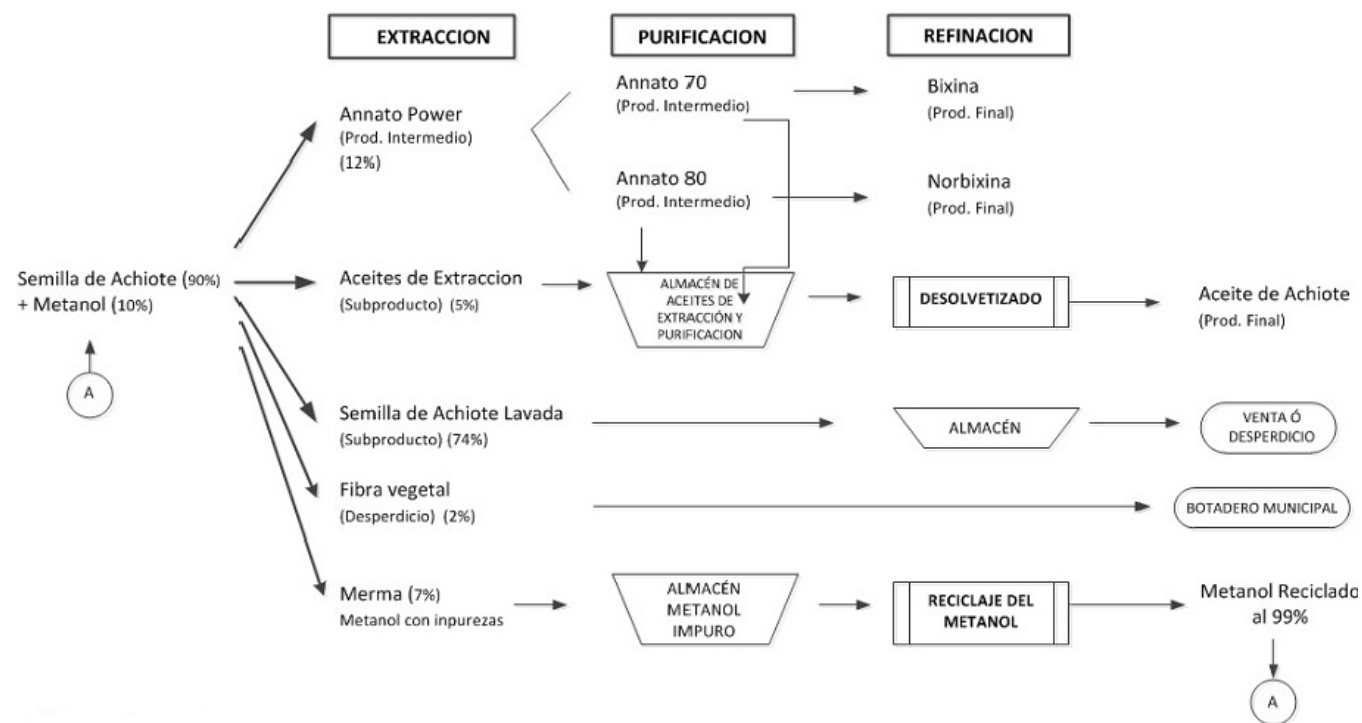 EXTRACCION
PURIFICACION
REFINACION
Annato Power
(Prod. Intermedio)
(12%)
Annato 70
(Prod. Intermedio)
Bixina
(Prod. Final)
Annato 80
(Prod. Intermedio)
Norbixina
(Prod. Final)
Semilla de Achiote (90%)
+ Metanol (10%)
A
Aceites de Extraccion
(Subproducto) (5%)
ALMACÉN DE
ACEITES DE
EXTRACCIÓN Y
PURIFICACION
DESOLVETIZADO
Aceite de Achiote
(Prod. Final)
Semilla de Achiote Lavada
(Subproducto) (74%)
ALMACÉN
VENTA Ó
DESPERDICIO
Fibra vegetal
(Desperdicio) (2%)
BOTADERO MUNICIPAL
Merma (7%)
Metanol con inpurezas
ALMACÉN
METANOL
IMPURO
RECICLAJE DEL
METANOL
Metanol Reciclado
al 99%
A